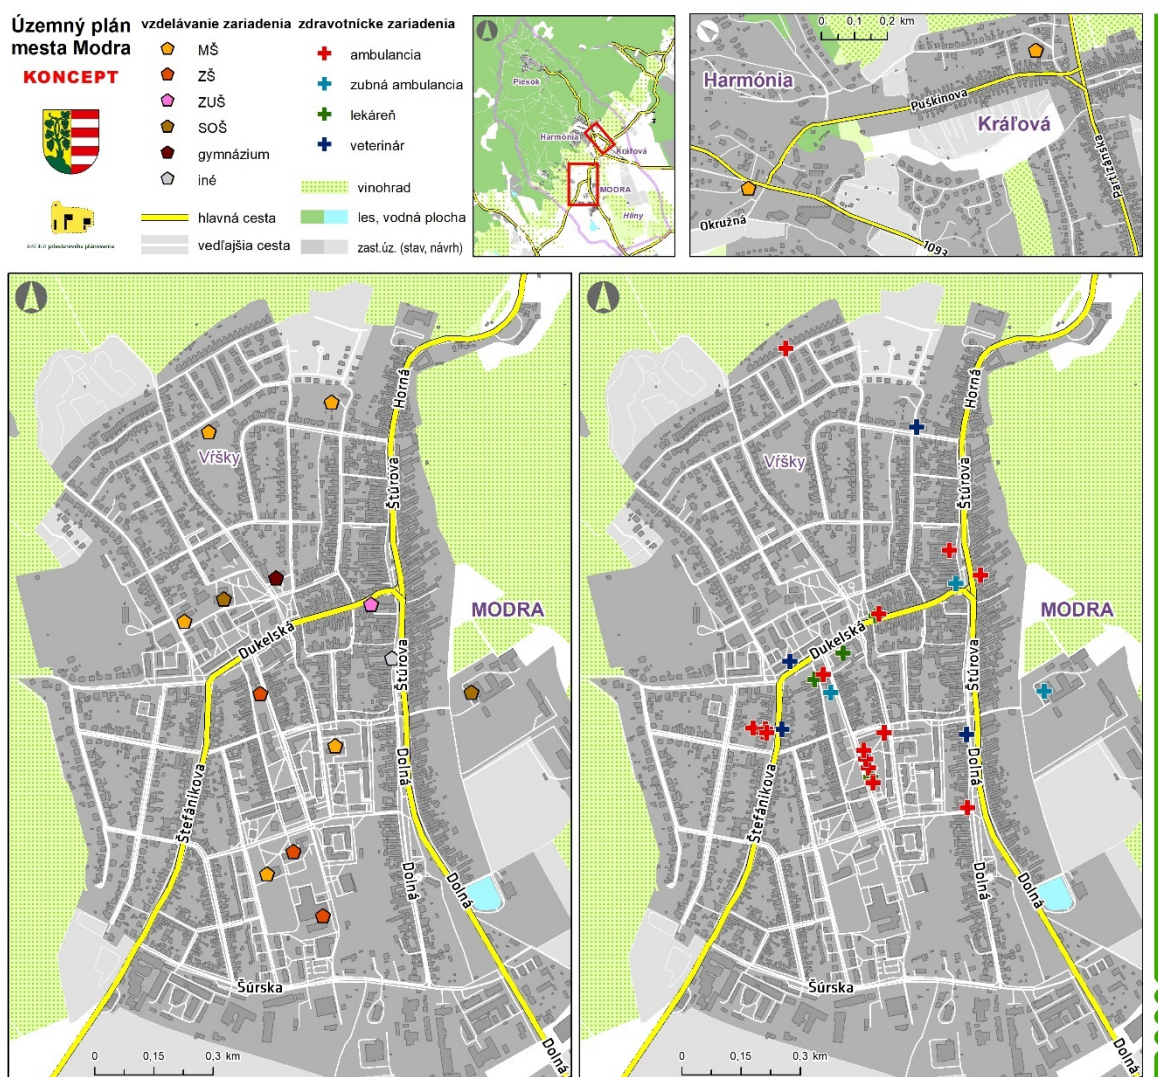 Územný plán
mesta Modra
KONCEPT
vzdelávanie zariadenia
MŠ
ZŠ
ZUŠ
SOŠ
gymnázium
iné
hlavná cesta
vedľajšia cesta
zdravotnícke zariadenia
ambulancia
zubná ambulancia
lekáreň
veterinár
vinohrad
les, vodná plocha
zast.úz. (stav, návrh)
Piesok
Harmónia
Kráľová
MODRA
Hliny
0 0,1 0,2 km
Harmónia
Puškinova
Kráľová
Partizánska
Okružná
1093
Horná
Vŕšky
Štúrova
MODRA
Dukelská
Štúrova
Štefánikova
Dolná
Dolná
Dolná
Šúrska
Dolná
0 0,15 0,3 km
Horná
Vŕšky
Štúrova
MODRA
Dukelská
Štúrova
Štefánikova
Dolná
Dolná
Dolná
Šúrska
Dolná
0 0,15 0,3 km